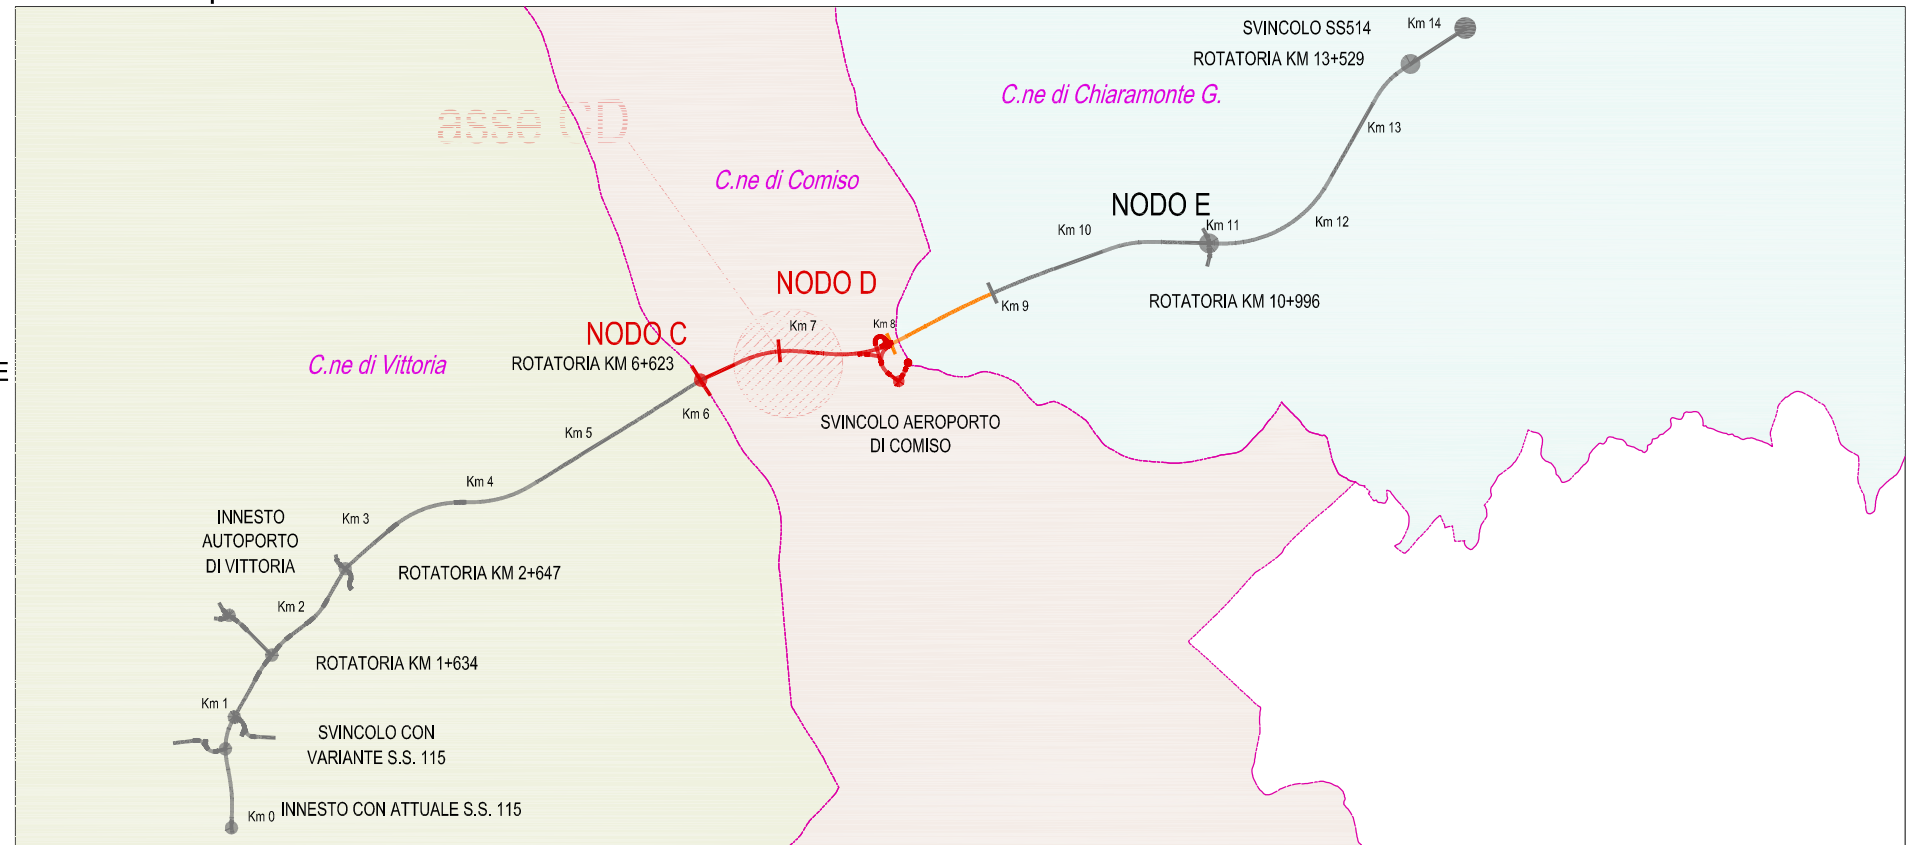 SVINCOLO SS514
Km 14
ROTATORIA KM 13+529
C.ne di Chiaramonte G.
asse CD
Km 13
C.ne di Comiso
NODO E
Km 11
Km 12
Km 10
NODO D
ROTATORIA KM 10+996
Km 9
Km 8
Km 7
NODO C
ROTATORIA KM 6+623
C.ne di Vittoria
E
Km 6
SVINCOLO AEROPORTO
DI COMISO
Km 5
Km 4
Km 3
INNESTO
AUTOPORTO
DI VITTORIA
ROTATORIA KM 2+647
Km 2
ROTATORIA KM 1+634
Km 1
SVINCOLO CON
VARIANTE S.S. 115
Km 0
INNESTO CON ATTUALE S.S. 115